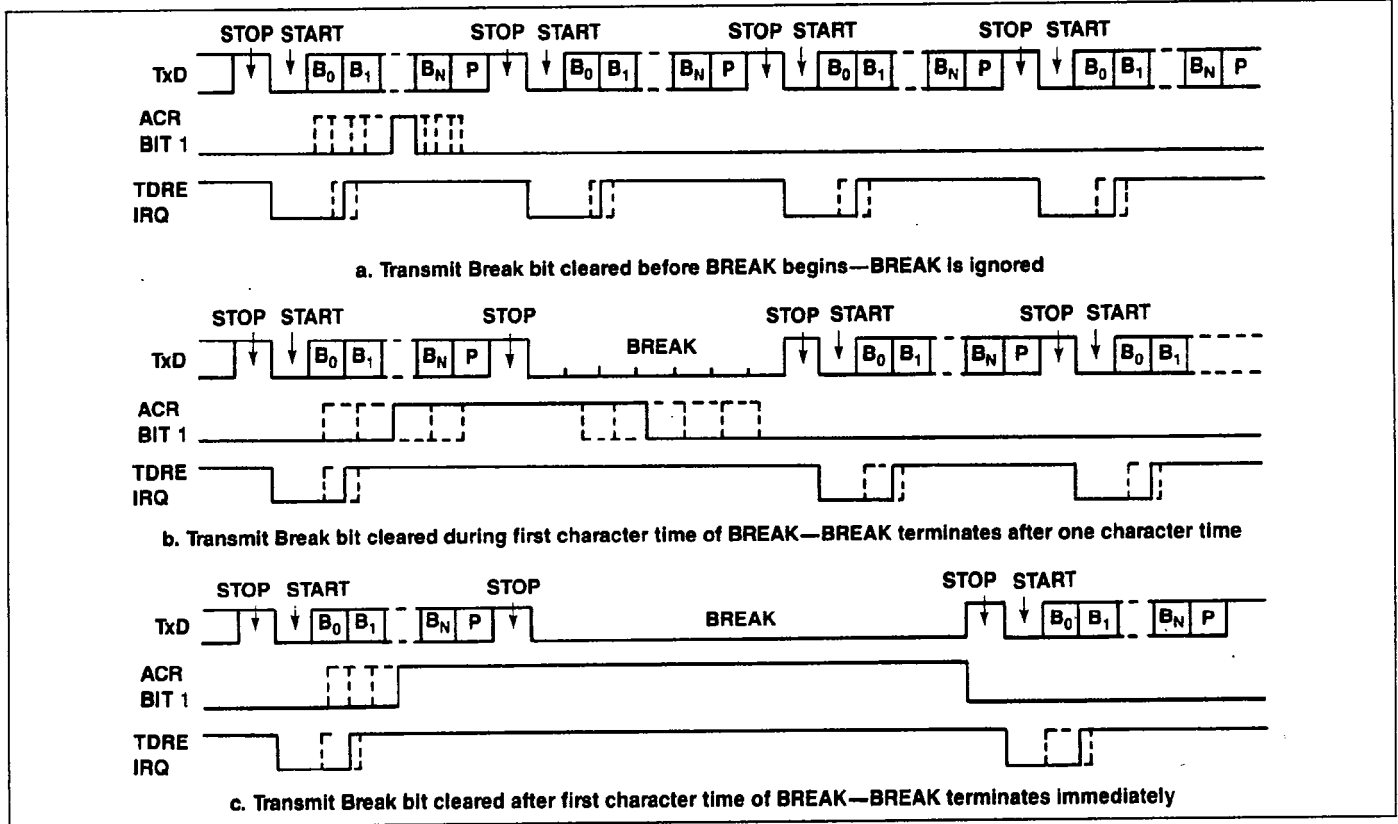 STOP START STOP START STOP START STOP START
TxD B0 B1 BN P B0 B1 BN P B0 B1 BN P B0 B1 BN P
ACR
BIT 1
TDRE
IRQ
a. Transmit Break bit cleared before BREAK begins—BREAK is ignored
STOP START STOP STOP START STOP START
TxD B0 B1 BN P BREAK B0 B1 BN P B0 B1
ACR
BIT 1
TDRE
IRQ
b. Transmit Break bit cleared during first character time of BREAK—BREAK terminates after one character time
STOP START STOP STOP START
TxD B0 B1 BN P BREAK B0 B1 BN P
ACR
BIT 1
TDRE
IRQ
c. Transmit Break bit cleared after first character time of BREAK—BREAK terminates immediately